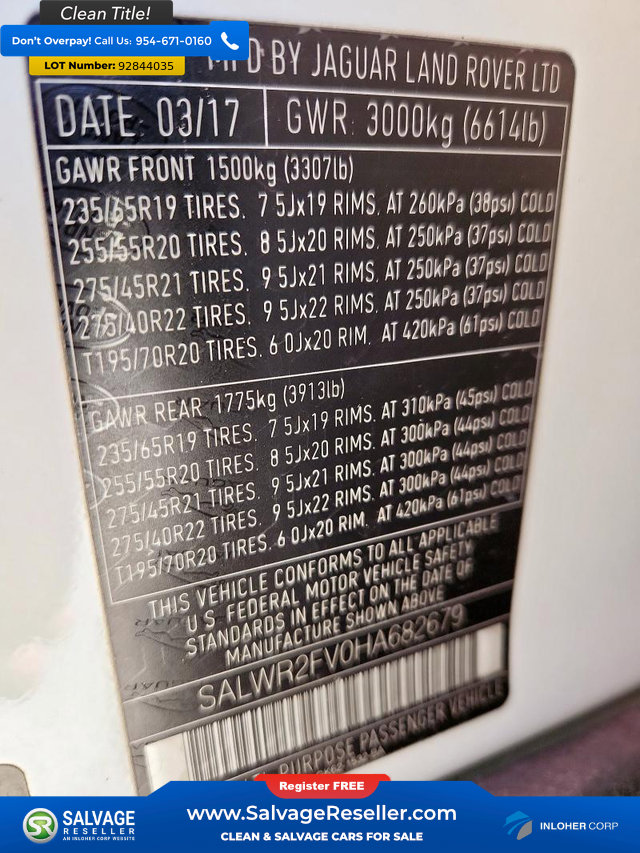 Clean Title!
Don't Overpay! Call Us: 954-671-0160
LOT Number: 92844035
MFD BY JAGUAR LAND ROVER LTD
DATE: 03/17 GWR: 3000kg (6614lb)
GAWR FRONT 1500kg (3307lb)
235/65R19 TIRES. 7 5Jx19 RIMS. AT 260kPa (38psi) COLD
255/55R20 TIRES. 8 5Jx20 RIMS. AT 250kPa (37psi) COLD
275/45R21 TIRES. 9 5Jx21 RIMS. AT 250kPa (37psi) COLD
275/40R22 TIRES. 9 5Jx22 RIMS. AT 250kPa (37psi) COLD
T195/70R20 TIRES. 6 0Jx20 RIM. AT 420kPa (61psi) COLD
GAWR REAR 1775kg (3913lb)
235/65R19 TIRES. 7 5Jx19 RIMS. AT 310kPa (45psi) COLD
255/55R20 TIRES. 8 5Jx20 RIMS. AT 300kPa (44psi) COLD
275/45R21 TIRES. 9 5Jx21 RIMS. AT 300kPa (44psi) COLD
275/40R22 TIRES. 9 5Jx22 RIMS. AT 300kPa (44psi) COLD
T195/70R20 TIRES. 6 0Jx20 RIM. AT 420kPa (61psi) COLD
THIS VEHICLE CONFORMS TO ALL APPLICABLE
U.S. FEDERAL MOTOR VEHICLE SAFETY
STANDARDS IN EFFECT ON THE DATE OF
MANUFACTURE SHOWN ABOVE
SALWR2FV0HA682679
PURPOSE PASSENGER VEHICLE
Register FREE
SR SALVAGE RESELLER
AN INLOHER CORP WEBSITE
www.SalvageReseller.com
CLEAN & SALVAGE CARS FOR SALE
INLOHER CORP